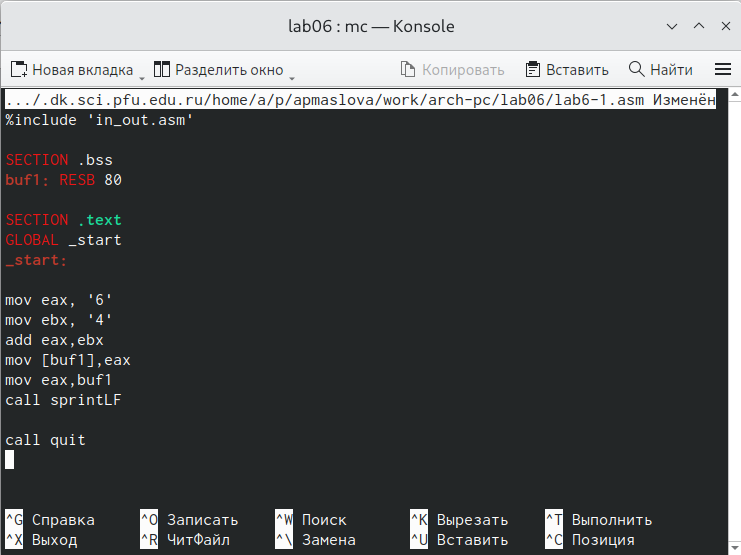 lab06 : mc — Konsole
Новая вкладка Разделить окно Копировать Вставить Найти
.../.dk.sci.pfu.edu.ru/home/a/p/apmaslova/work/arch-pc/lab06/lab6-1.asm Изменён
%include 'in_out.asm'
SECTION .bss
buf1: RESB 80
SECTION .text
GLOBAL _start
_start:
mov eax, '6'
mov ebx, '4'
add eax,ebx
mov [buf1],eax
mov eax,buf1
call sprintLF
call quit
^G Справка ^O Записать ^W Поиск ^K Вырезать ^T Выполнить
^X Выход ^R ЧитФайл ^\ Замена ^U Вставить ^C Позиция